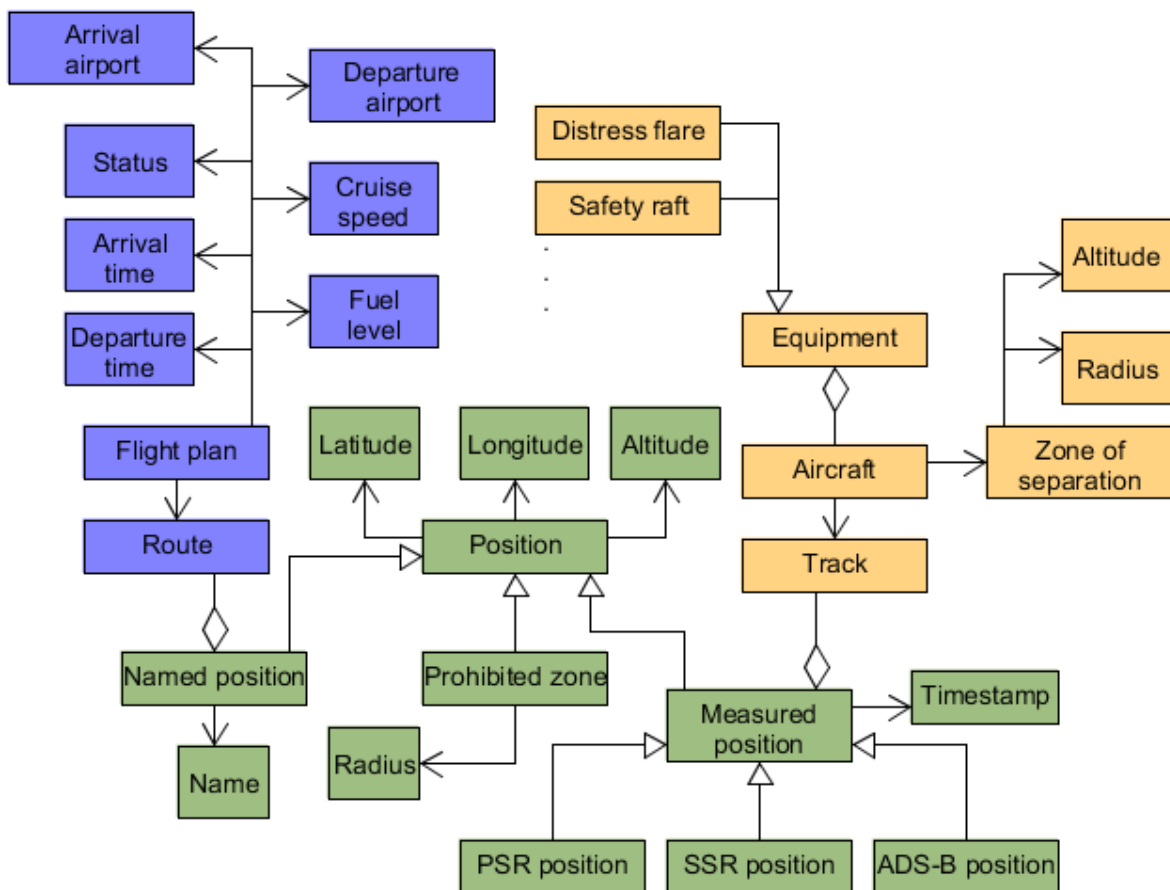 Arrival
airport
Departure
airport
Status
Cruise
speed
Arrival
time
Fuel
level
Departure
time
Flight plan
Route
Distress flare
Safety raft
Equipment
Altitude
Radius
Aircraft
Zone of
separation
Track
Latitude
Longitude
Altitude
Position
Named position
Prohibited zone
Measured
position
Timestamp
Name
Radius
PSR position
SSR position
ADS-B position